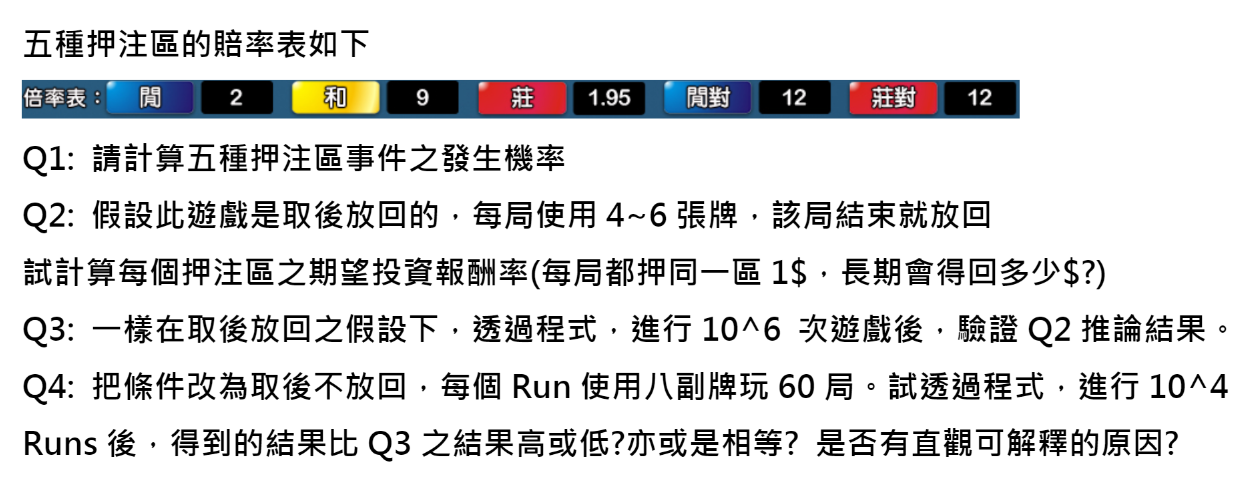 五種押注區的賠率表如下
倍率表： 閒 2 和 9 莊 1.95 閒對 12 莊對 12
Q1: 請計算五種押注區事件之發生機率
Q2: 假設此遊戲是取後放回的，每局使用 4~6 張牌，該局結束就放回
試計算每個押注區之期望投資報酬率(每局都押同一區 1$，長期會得回多少$?)
Q3: 一樣在取後放回之假設下，透過程式，進行 10^6 次遊戲後，驗證 Q2 推論結果。
Q4: 把條件改為取後不放回，每個 Run 使用八副牌玩 60 局。試透過程式，進行 10^4
Runs 後，得到的結果比 Q3 之結果高或低?亦或是相等? 是否有直觀可解釋的原因?